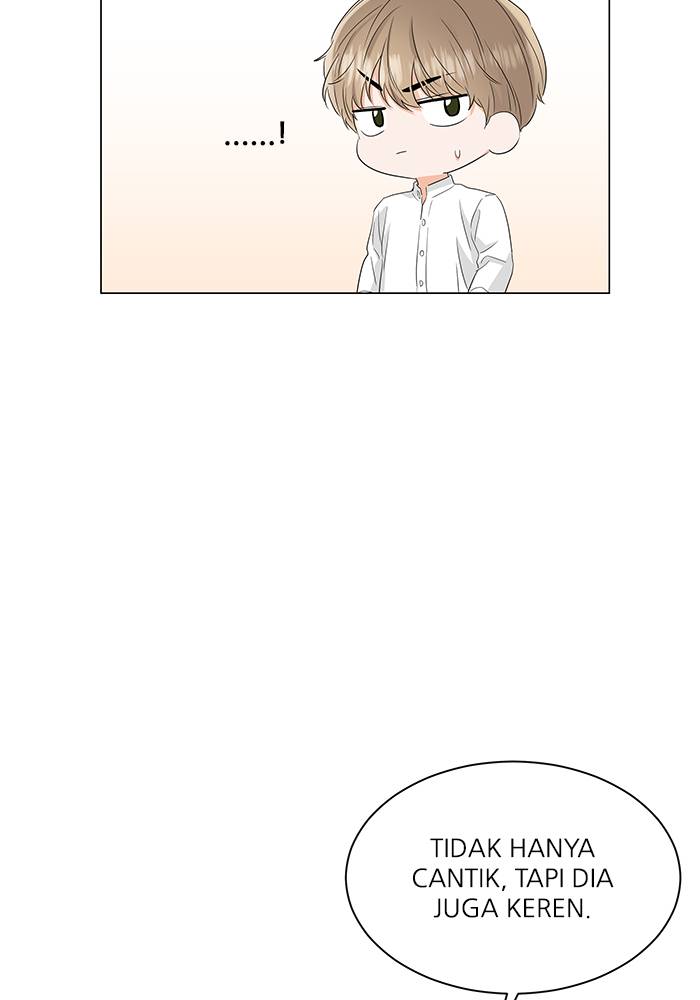 ......!
TIDAK HANYA
CANTIK, TAPI DIA
JUGA KEREN.